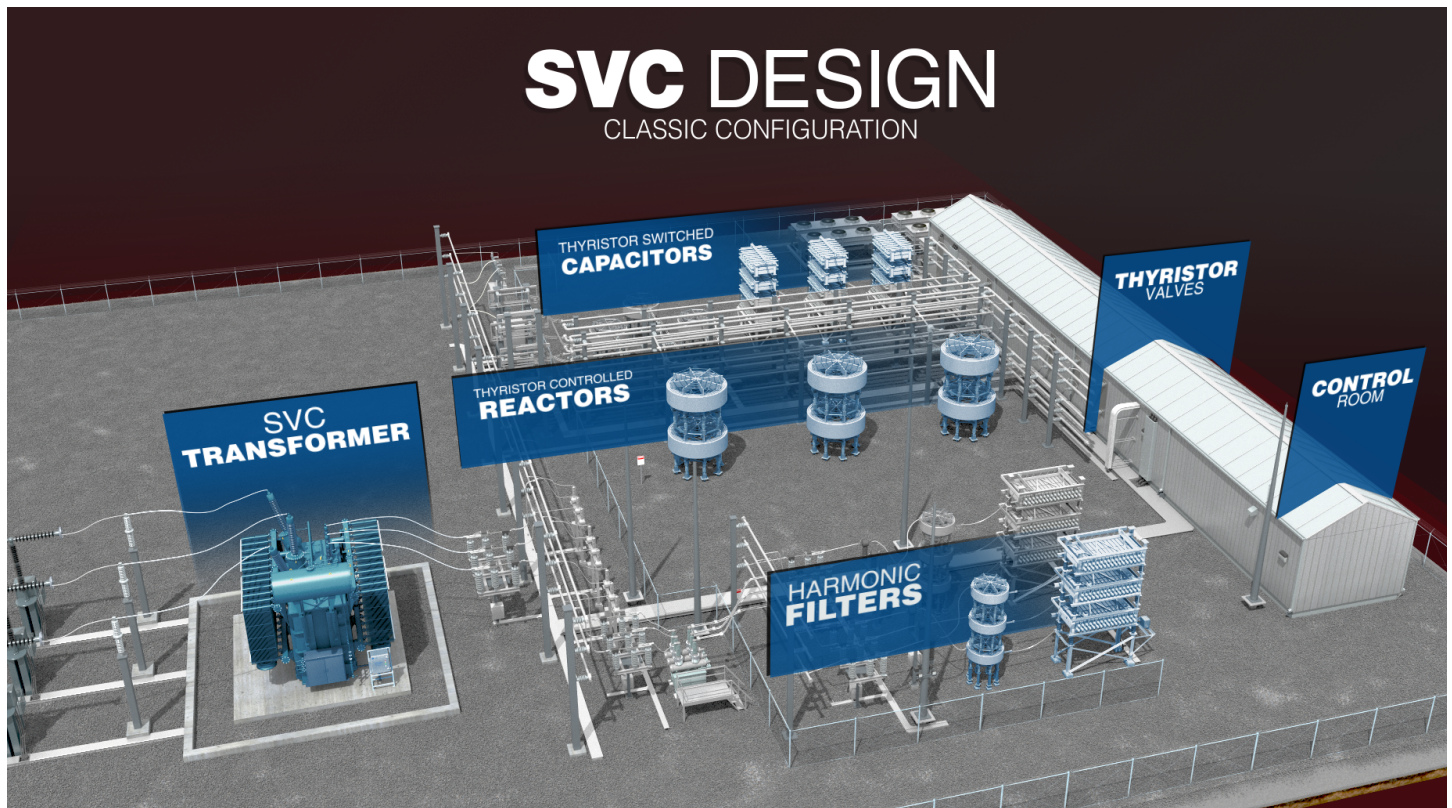 SVC DESIGN
CLASSIC CONFIGURATION
THYRISTOR SWITCHED
CAPACITORS
THYRISTOR
VALVES
THYRISTOR CONTROLLED
REACTORS
CONTROL
ROOM
SVC
TRANSFORMER
HARMONIC
FILTERS